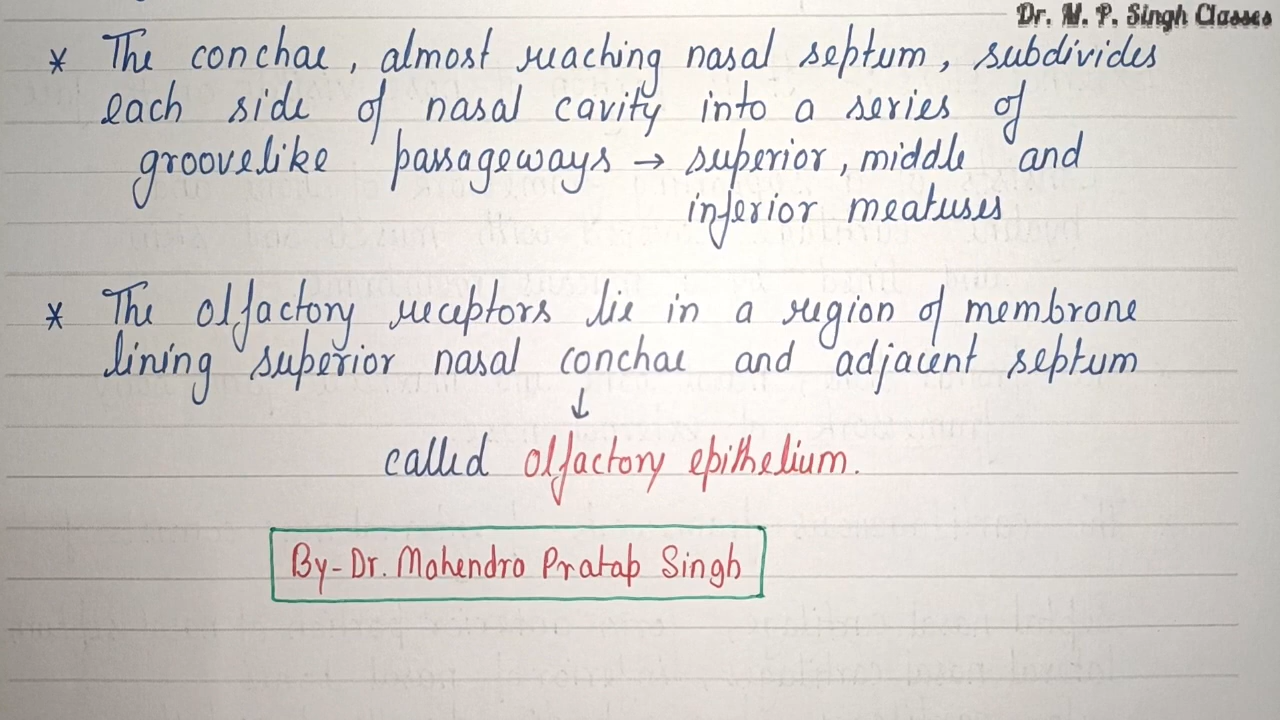 Dr. M. P. Singh Classes
* The conchae, almost reaching nasal septum, subdivides
each side of nasal cavity into a series of
groovelike passageways → superior, middle and
inferior meatuses
* The olfactory receptors lie in a region of membrane
lining superior nasal conchae and adjacent septum
↓
called olfactory epithelium.
By- Dr. Mahendra Pratap Singh